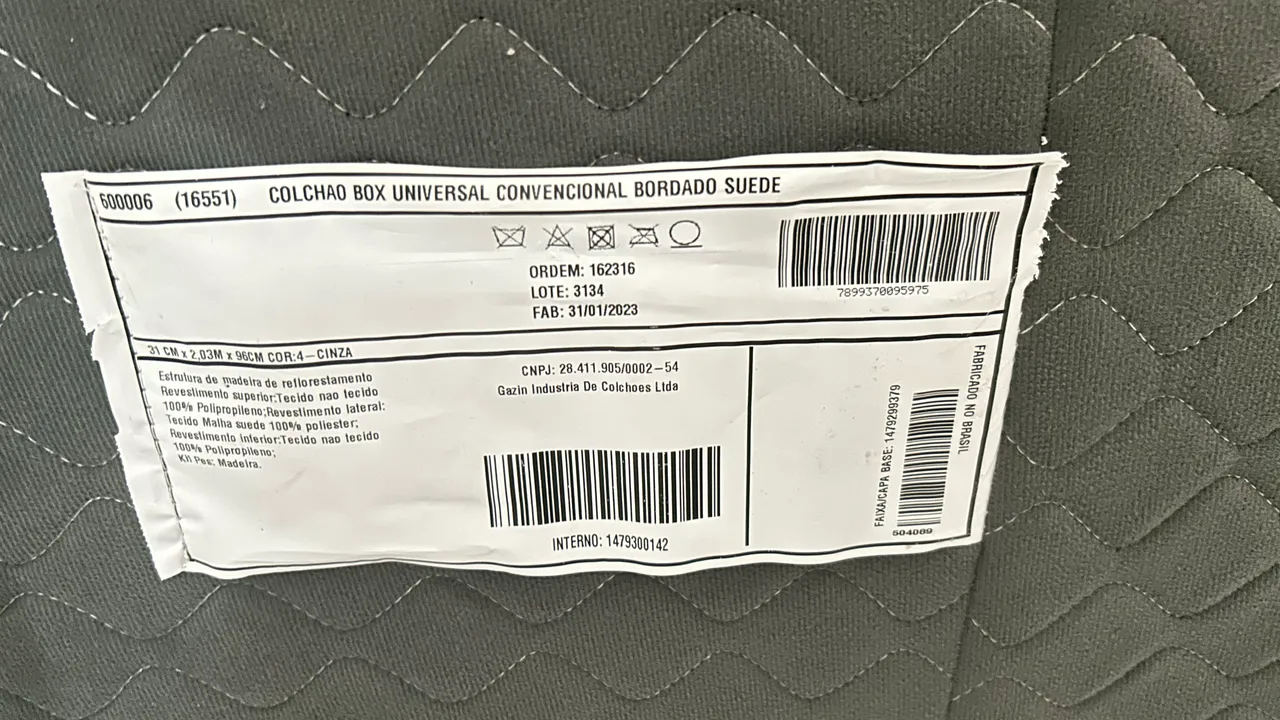 600006 (16551) COLCHAO BOX UNIVERSAL CONVENCIONAL BORDADO SUEDE
ORDEM: 162316
LOTE: 3134
FAB: 31/01/2023
7899370095975
31 CM x 2,03M x 96CM COR:4-CINZA
Estrutura de madeira de reflorestamento
Revestimento superior:Tecido nao tecido
100% Polipropileno;Revestimento lateral:
Tecido Malha suede 100% poliester;
Revestimento inferior:Tecido nao tecido
100% Polipropileno;
Kit Pes: Madeira.
CNPJ: 28.411.905/0002-54
Gazin Industria De Colchoes Ltda
INTERNO: 1479300142
FAIXA/CAPA BASE: 1479299379
504089
FABRICADO NO BRASIL